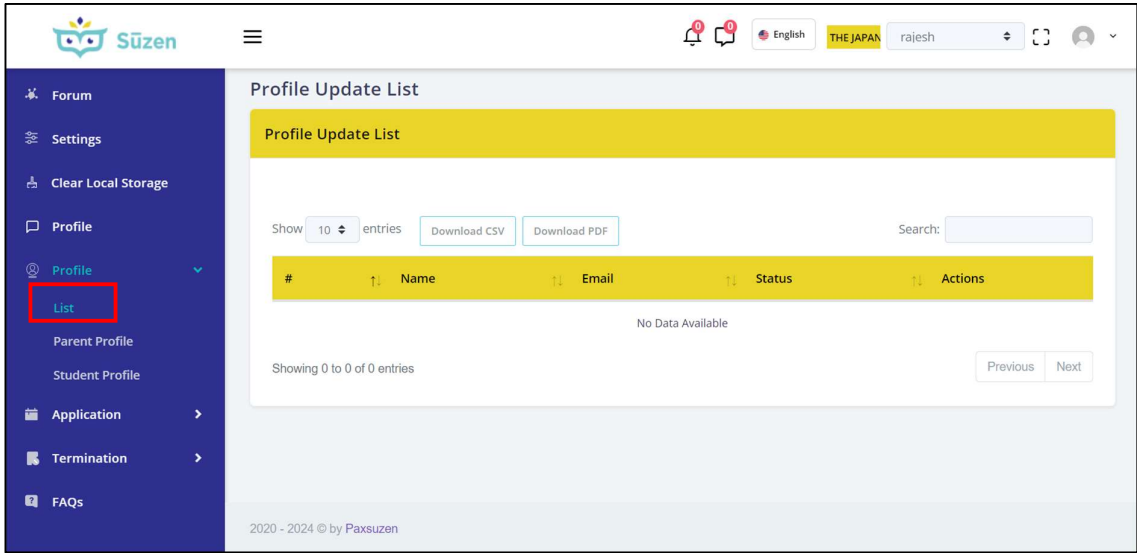 Sūzen
0
0
English
THE JAPAN
rajesh
Forum
Settings
Clear Local Storage
Profile
Profile
List
Parent Profile
Student Profile
Application
Termination
FAQs
Profile Update List
Profile Update List
Show 10 entries Download CSV Download PDF Search:
# Name Email Status Actions
No Data Available
Showing 0 to 0 of 0 entries Previous Next
2020 - 2024 © by Paxsuzen